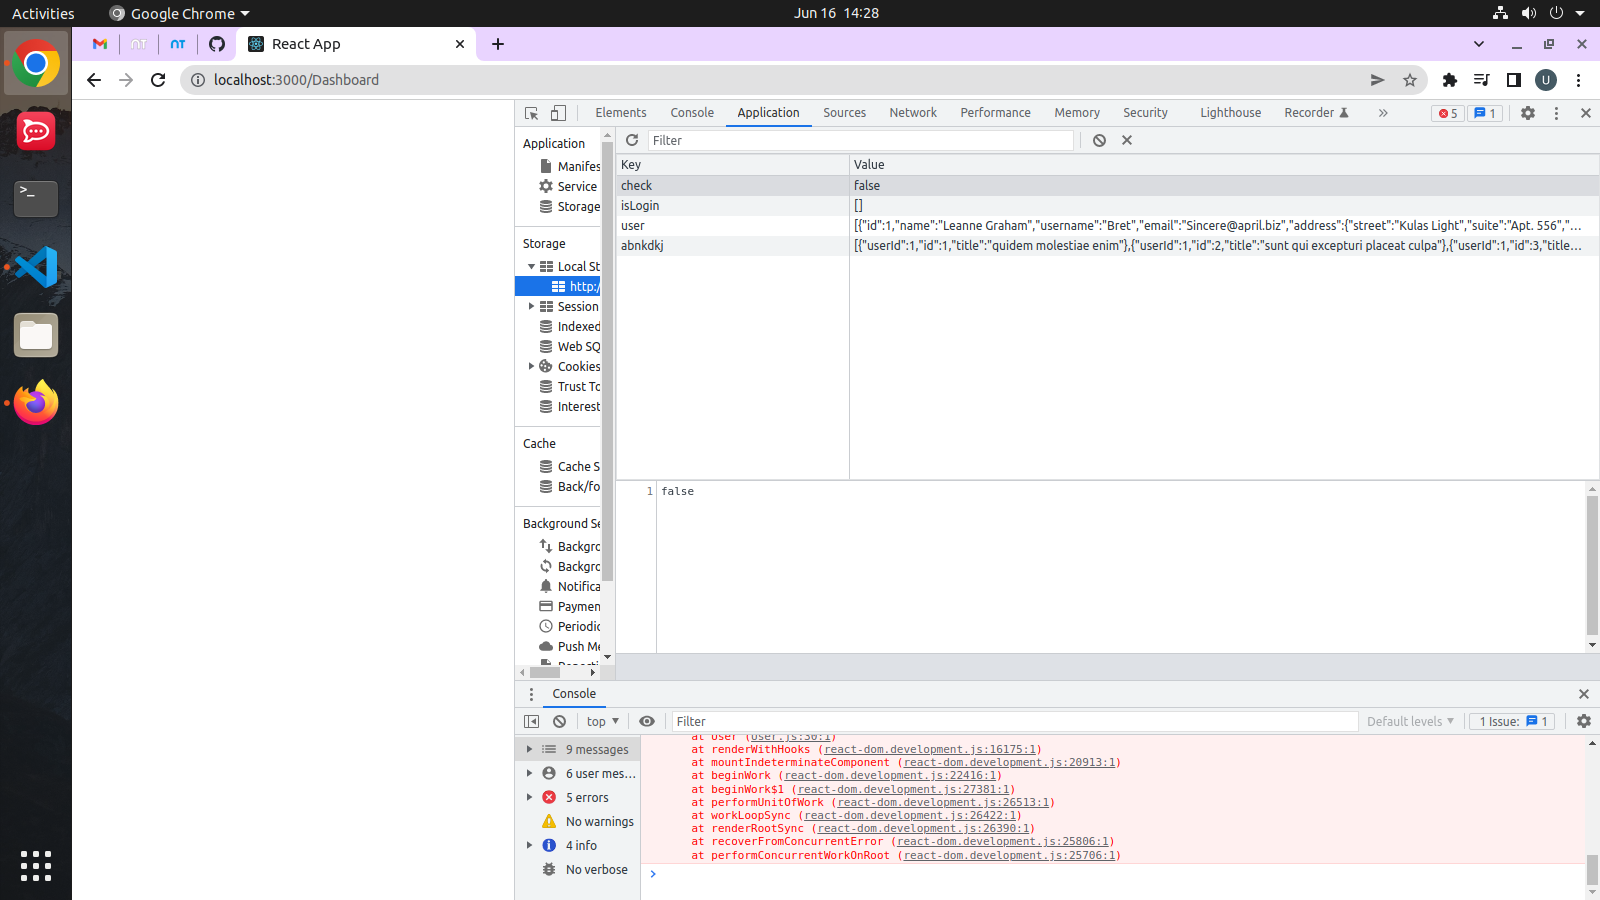 Activities
Google Chrome
Jun 16 14:28
React App
localhost:3000/Dashboard
U
Elements
Console
Application
Sources
Network
Performance
Memory
Security
Lighthouse
Recorder
»
5
1
Application
Manifes
Service
Storage
Storage
Local St
http:/
Session
Indexed
Web SQ
Cookies
Trust To
Interest
Cache
Cache S
Back/fo
Background Se
Backgro
Backgro
Notifica
Paymen
Periodic
Push Me
Filter
Key
Value
check
false
isLogin
[]
user
[{"id":1,"name":"Leanne Graham","username":"Bret","email":"Sincere@april.biz","address":{"street":"Kulas Light","suite":"Apt. 556","…
abnkdkj
[{"userId":1,"id":1,"title":"quidem molestiae enim"},{"userId":1,"id":2,"title":"sunt qui excepturi placeat culpa"},{"userId":1,"id":3,"title…
1 false
Console
top
Filter
Default levels
1 Issue: 1
9 messages
6 user mes…
5 errors
No warnings
4 info
No verbose
at user (user.js:30:1)
at renderWithHooks (react-dom.development.js:16175:1)
at mountIndeterminateComponent (react-dom.development.js:20913:1)
at beginWork (react-dom.development.js:22416:1)
at beginWork$1 (react-dom.development.js:27381:1)
at performUnitOfWork (react-dom.development.js:26513:1)
at workLoopSync (react-dom.development.js:26422:1)
at renderRootSync (react-dom.development.js:26390:1)
at recoverFromConcurrentError (react-dom.development.js:25806:1)
at performConcurrentWorkOnRoot (react-dom.development.js:25706:1)